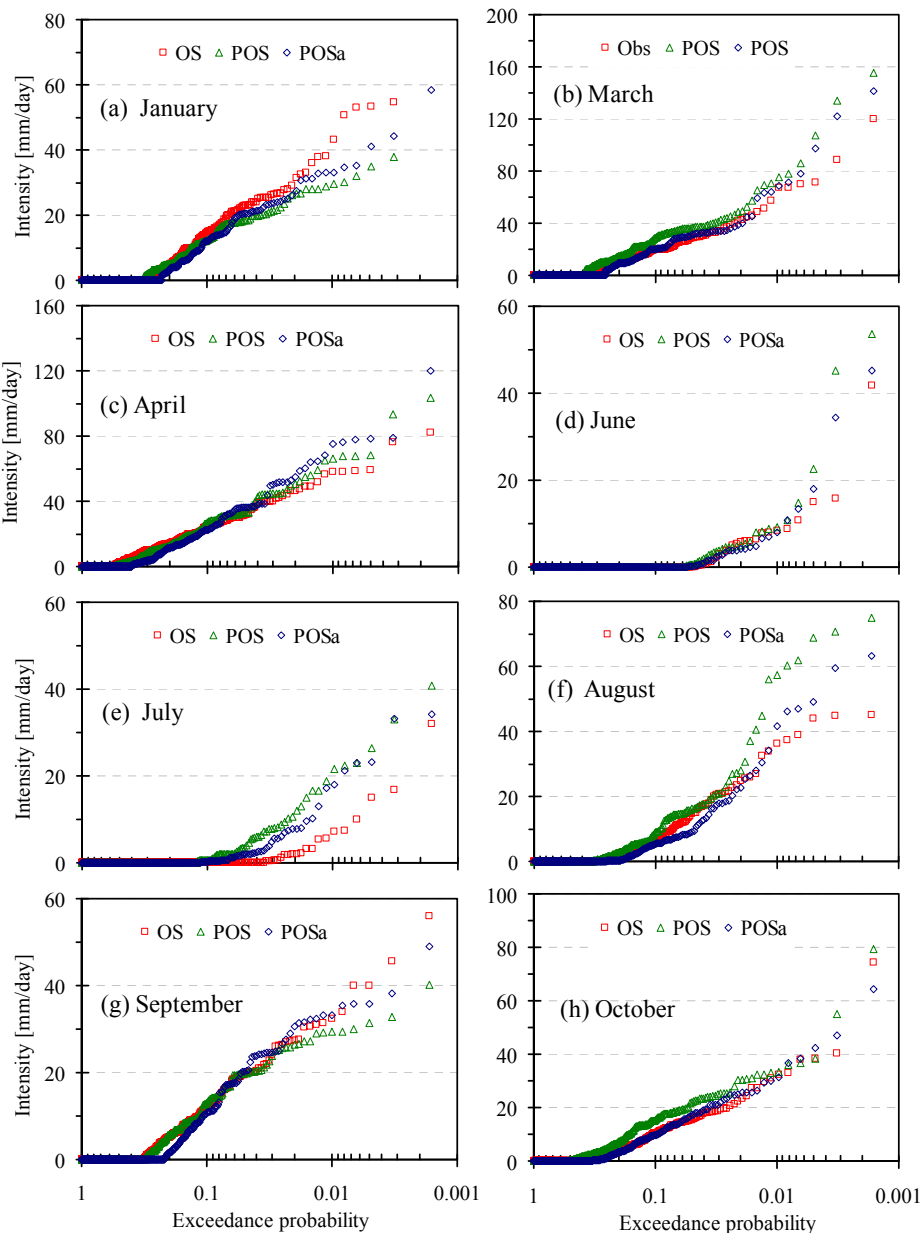 80
60
40
20
0
Intensity [mm/day]
OS POS POSa
(a) January
160
120
80
40
0
Obs POS POS
(b) March
160
120
80
40
0
Intensity [mm/day]
OS POS POSa
(c) April
60
40
20
0
OS POS POSa
(d) June
60
40
20
0
Intensity [mm/day]
OS POS POSa
(e) July
80
60
40
20
0
OS POS POSa
(f) August
60
40
20
0
Intensity [mm/day]
OS POS POSa
(g) September
1 0.1 0.01 0.001
Exceedance probability
100
80
60
40
20
0
OS POS POSa
(h) October
1 0.1 0.01 0.001
Exceedance probability